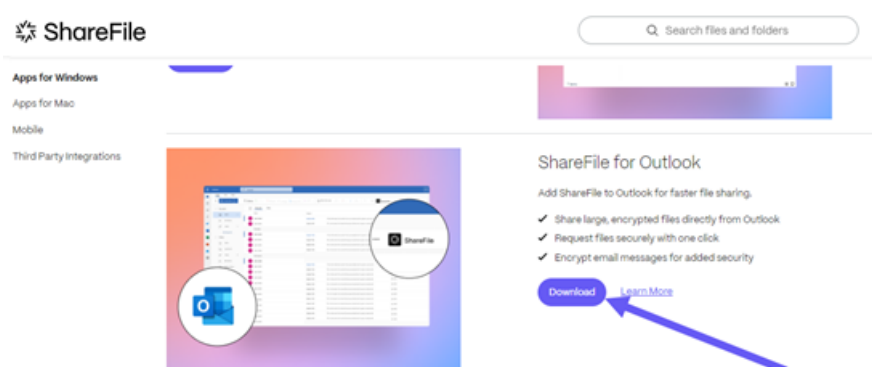 ShareFile
Search files and folders
Apps for Windows
Apps for Mac
Mobile
Third Party Integrations
ShareFile for Outlook
Add ShareFile to Outlook for faster file sharing.
✓ Share large, encrypted files directly from Outlook
✓ Request files securely with one click
✓ Encrypt email messages for added security
Download Learn More
ShareFile